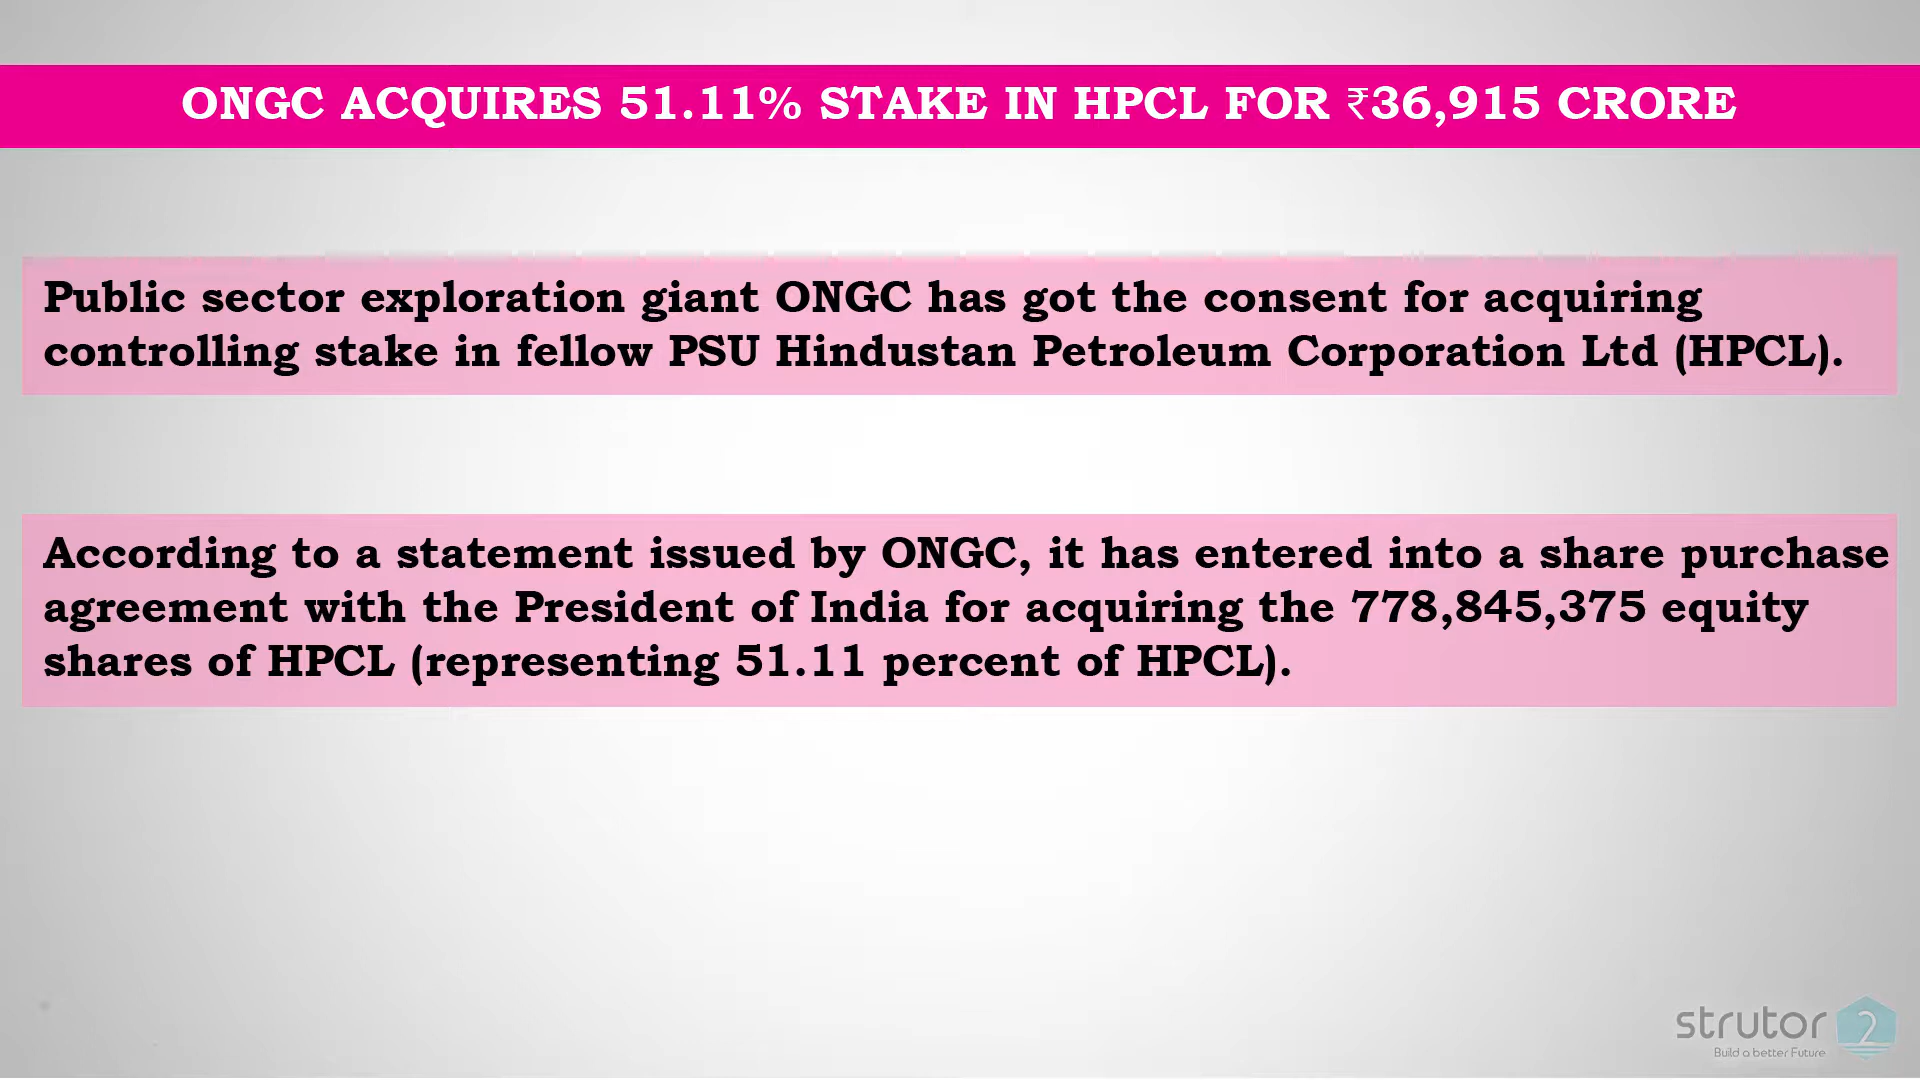 ONGC ACQUIRES 51.11% STAKE IN HPCL FOR ₹36,915 CRORE
Public sector exploration giant ONGC has got the consent for acquiring
controlling stake in fellow PSU Hindustan Petroleum Corporation Ltd (HPCL).
According to a statement issued by ONGC, it has entered into a share purchase
agreement with the President of India for acquiring the 778,845,375 equity
shares of HPCL (representing 51.11 percent of HPCL).
strutor 2
Build a better Future